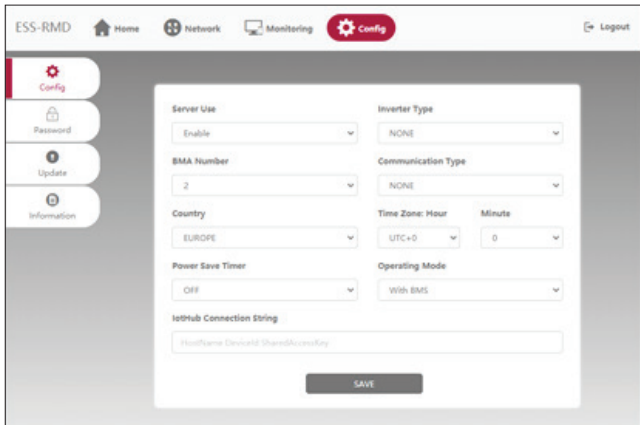 ESS-RMD Home Network Monitoring Config Logout
Config
Password
Update
Information
Server Use Inverter Type
Enable NONE
BMA Number Communication Type
2 NONE
Country Time Zone: Hour Minute
EUROPE UTC+0 0
Power Save Timer Operating Mode
OFF With BMS
IotHub Connection String
HostName DeviceId SharedAccessKey
SAVE